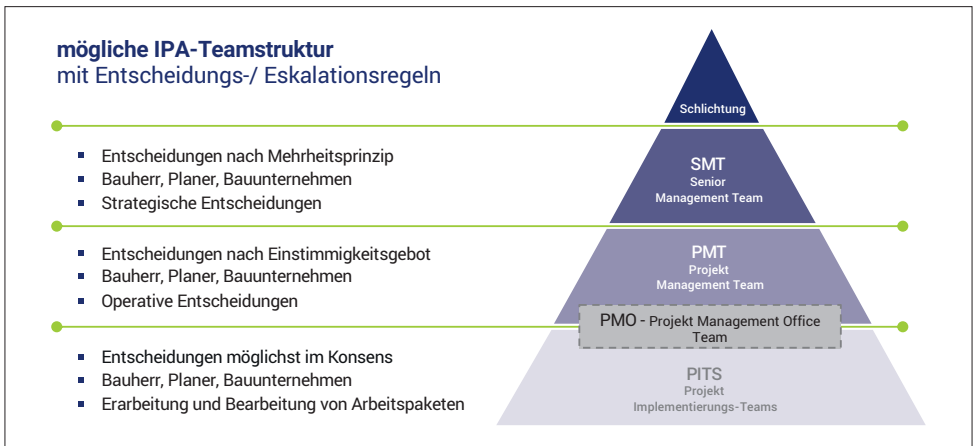 mögliche IPA-Teamstruktur
mit Entscheidungs-/ Eskalationsregeln
Schlichtung
▪ Entscheidungen nach Mehrheitsprinzip
▪ Bauherr, Planer, Bauunternehmen
▪ Strategische Entscheidungen
SMT
Senior
Management Team
▪ Entscheidungen nach Einstimmigkeitsgebot
▪ Bauherr, Planer, Bauunternehmen
▪ Operative Entscheidungen
PMT
Projekt
Management Team
PMO - Projekt Management Office
Team
▪ Entscheidungen möglichst im Konsens
▪ Bauherr, Planer, Bauunternehmen
▪ Erarbeitung und Bearbeitung von Arbeitspaketen
PITS
Projekt
Implementierungs-Teams